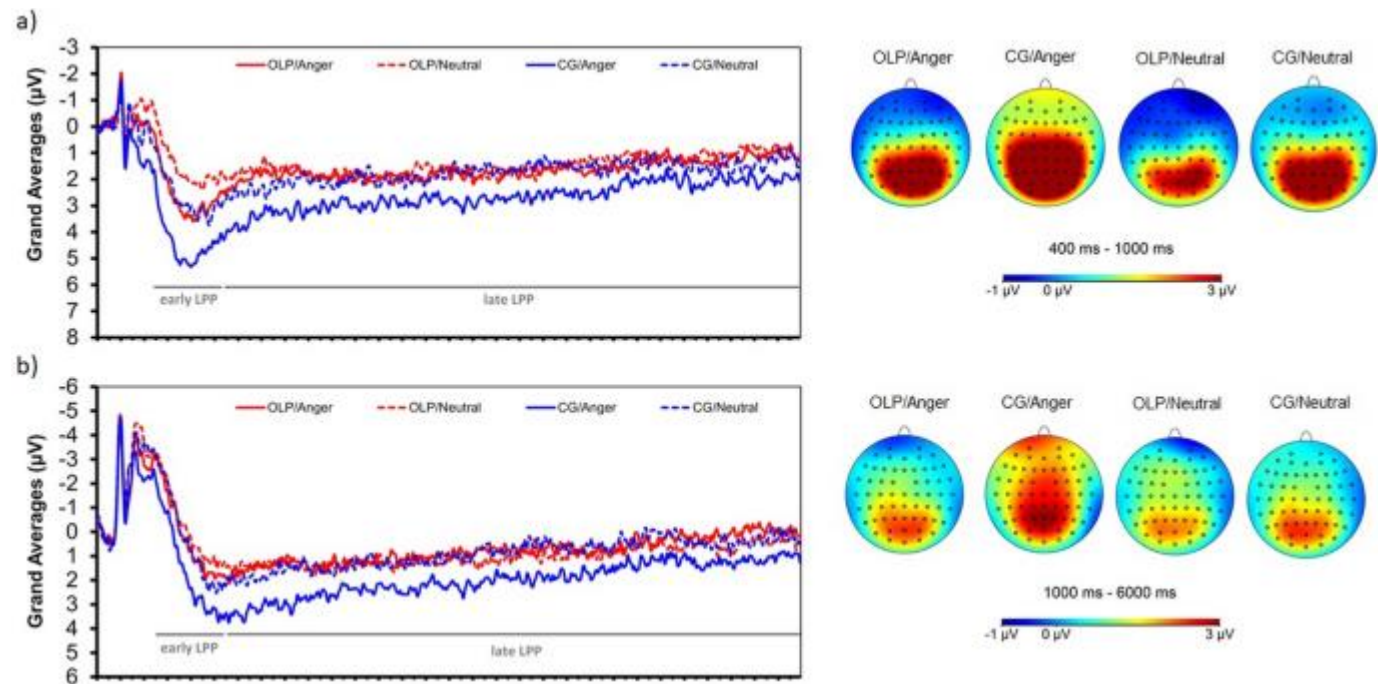 a)
-3
-2
-1
0
1
2
3
4
5
6
7
8
Grand Averages (µV)
OLP/Anger OLP/Neutral CG/Anger CG/Neutral
early LPP late LPP
OLP/Anger CG/Anger OLP/Neutral CG/Neutral
400 ms - 1000 ms
-1 µV 0 µV 3 µV
b)
-6
-5
-4
-3
-2
-1
0
1
2
3
4
5
6
Grand Averages (µV)
OLP/Anger OLP/Neutral CG/Anger CG/Neutral
early LPP late LPP
OLP/Anger CG/Anger OLP/Neutral CG/Neutral
1000 ms - 6000 ms
-1 µV 0 µV 3 µV